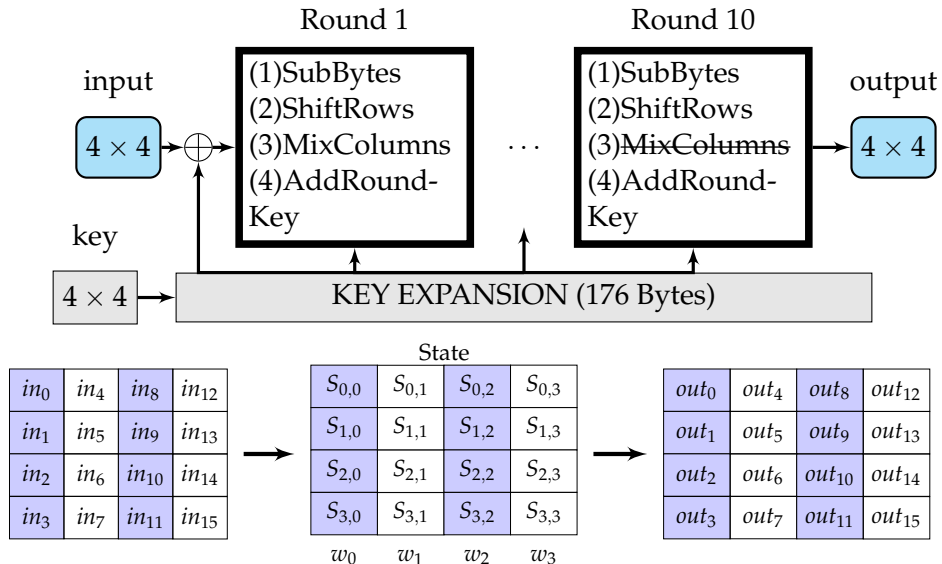 Round 1 Round 10
input (1)SubBytes (1)SubBytes output
(2)ShiftRows (2)ShiftRows
4 × 4 (3)MixColumns ... (3)MixColumns 4 × 4
(4)AddRound- (4)AddRound-
key Key Key
4 × 4 KEY EXPANSION (176 Bytes)
State
in0 in4 in8 in12 S0,0 S0,1 S0,2 S0,3 out0 out4 out8 out12
in1 in5 in9 in13 S1,0 S1,1 S1,2 S1,3 out1 out5 out9 out13
in2 in6 in10 in14 S2,0 S2,1 S2,2 S2,3 out2 out6 out10 out14
in3 in7 in11 in15 S3,0 S3,1 S3,2 S3,3 out3 out7 out11 out15
w0 w1 w2 w3